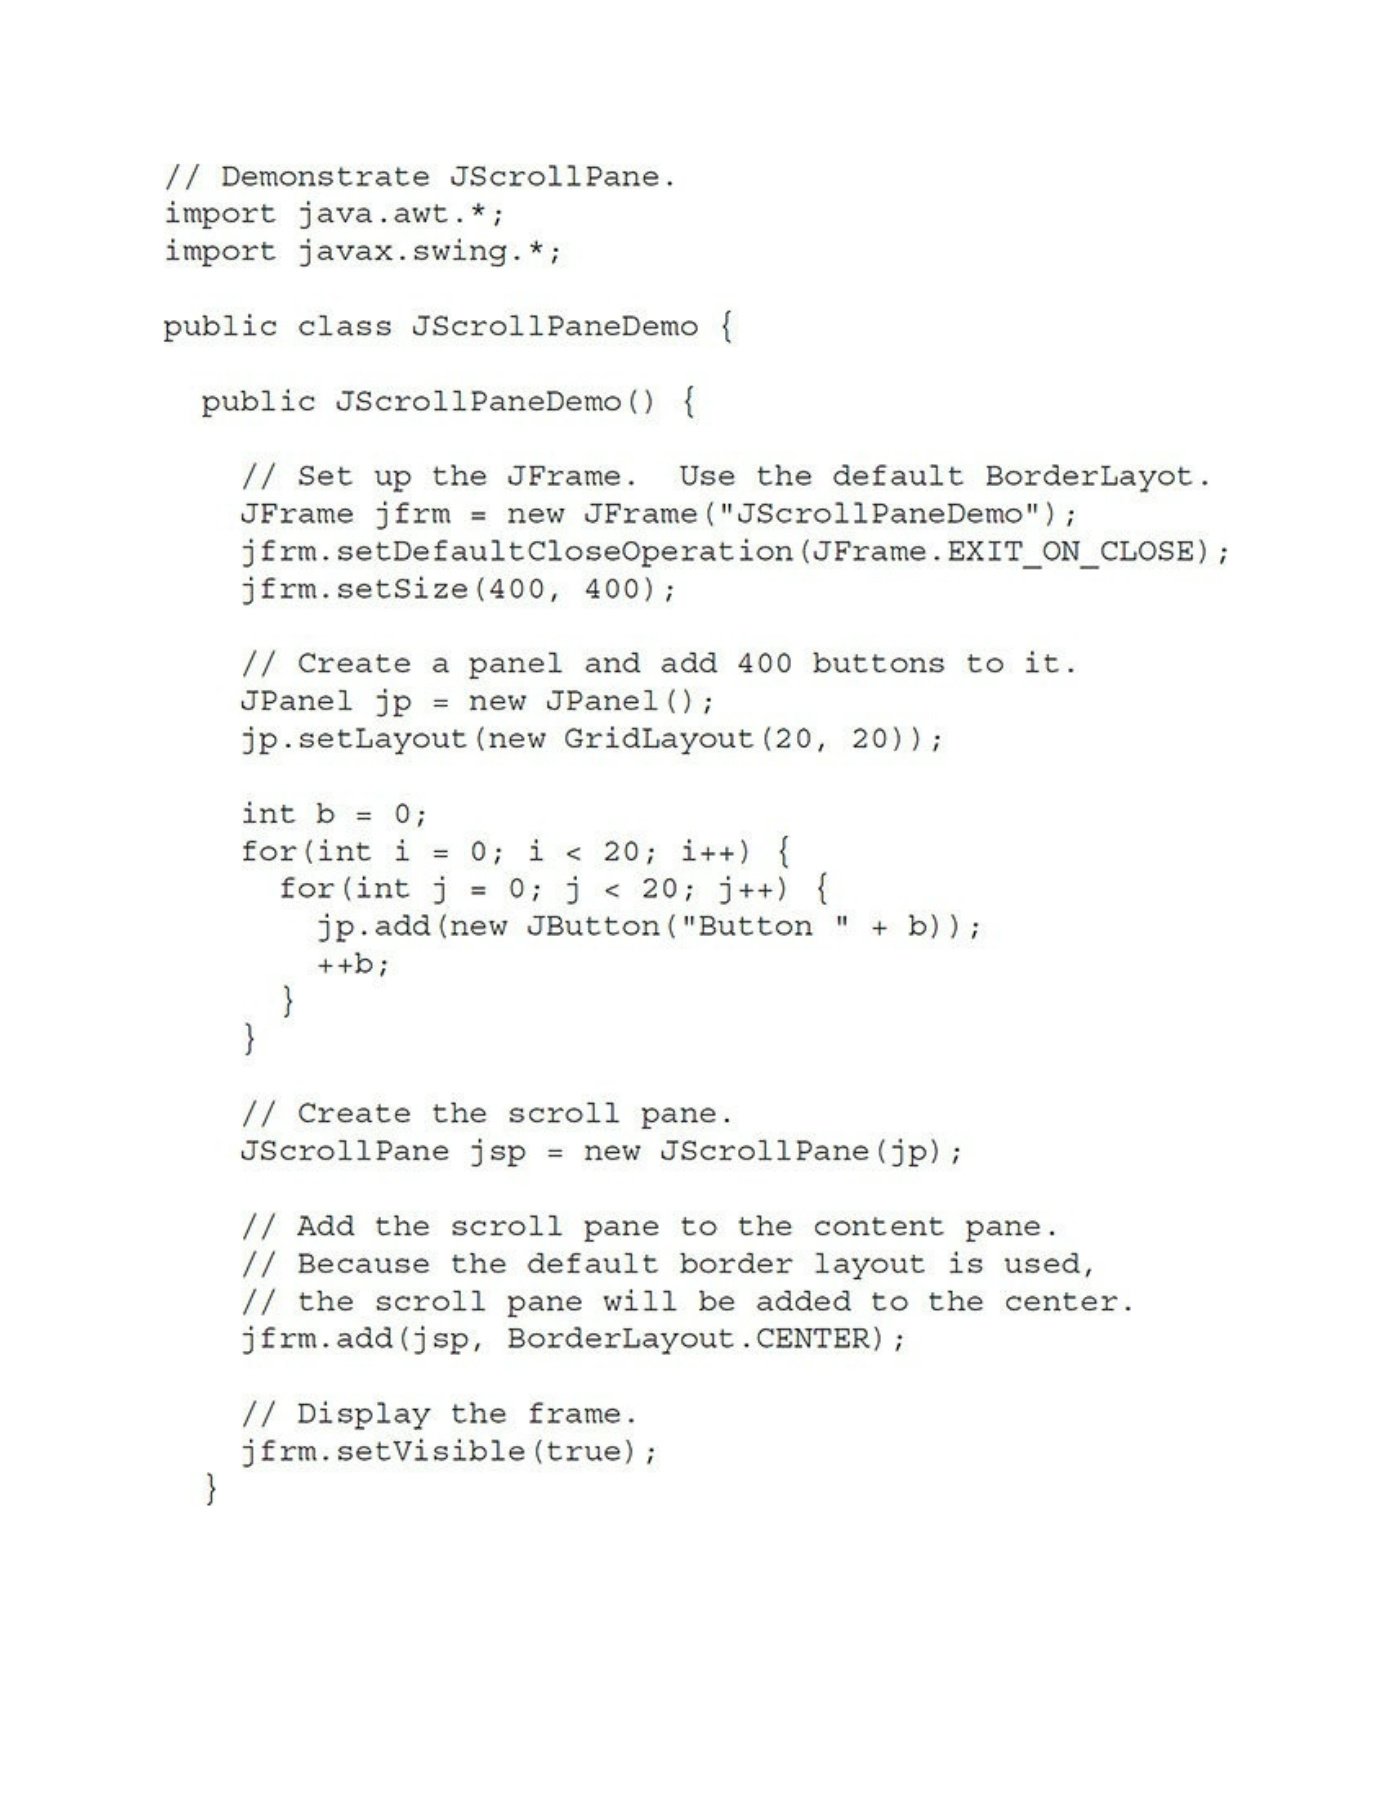 // Demonstrate JScrollPane.
import java.awt.*;
import javax.swing.*;

public class JScrollPaneDemo {

  public JScrollPaneDemo() {

    // Set up the JFrame.  Use the default BorderLayot.
    JFrame jfrm = new JFrame("JScrollPaneDemo");
    jfrm.setDefaultCloseOperation(JFrame.EXIT_ON_CLOSE);
    jfrm.setSize(400, 400);

    // Create a panel and add 400 buttons to it.
    JPanel jp = new JPanel();
    jp.setLayout(new GridLayout(20, 20));

    int b = 0;
    for(int i = 0; i < 20; i++) {
      for(int j = 0; j < 20; j++) {
        jp.add(new JButton("Button " + b));
        ++b;
      }
    }

    // Create the scroll pane.
    JScrollPane jsp = new JScrollPane(jp);

    // Add the scroll pane to the content pane.
    // Because the default border layout is used,
    // the scroll pane will be added to the center.
    jfrm.add(jsp, BorderLayout.CENTER);

    // Display the frame.
    jfrm.setVisible(true);
  }